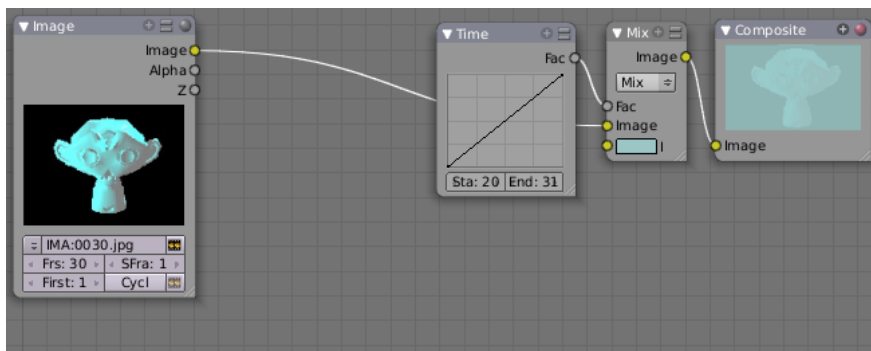 Image
Image
Alpha
Z
IMA:0030.jpg
Frs: 30 SFra: 1
First: 1 Cycl
Time
Fac
Sta: 20 End: 31
Mix
Image
Mix
Fac
Image
I
Composite
Image